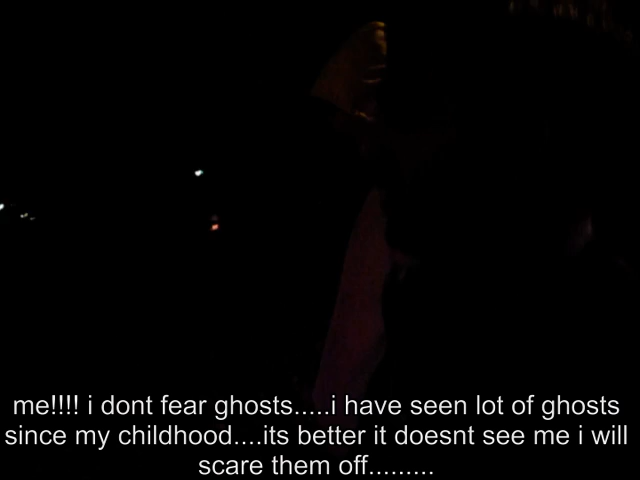 me!!!! i dont fear ghosts.....i have seen lot of ghosts
since my childhood....its better it doesnt see me i will
scare them off.........